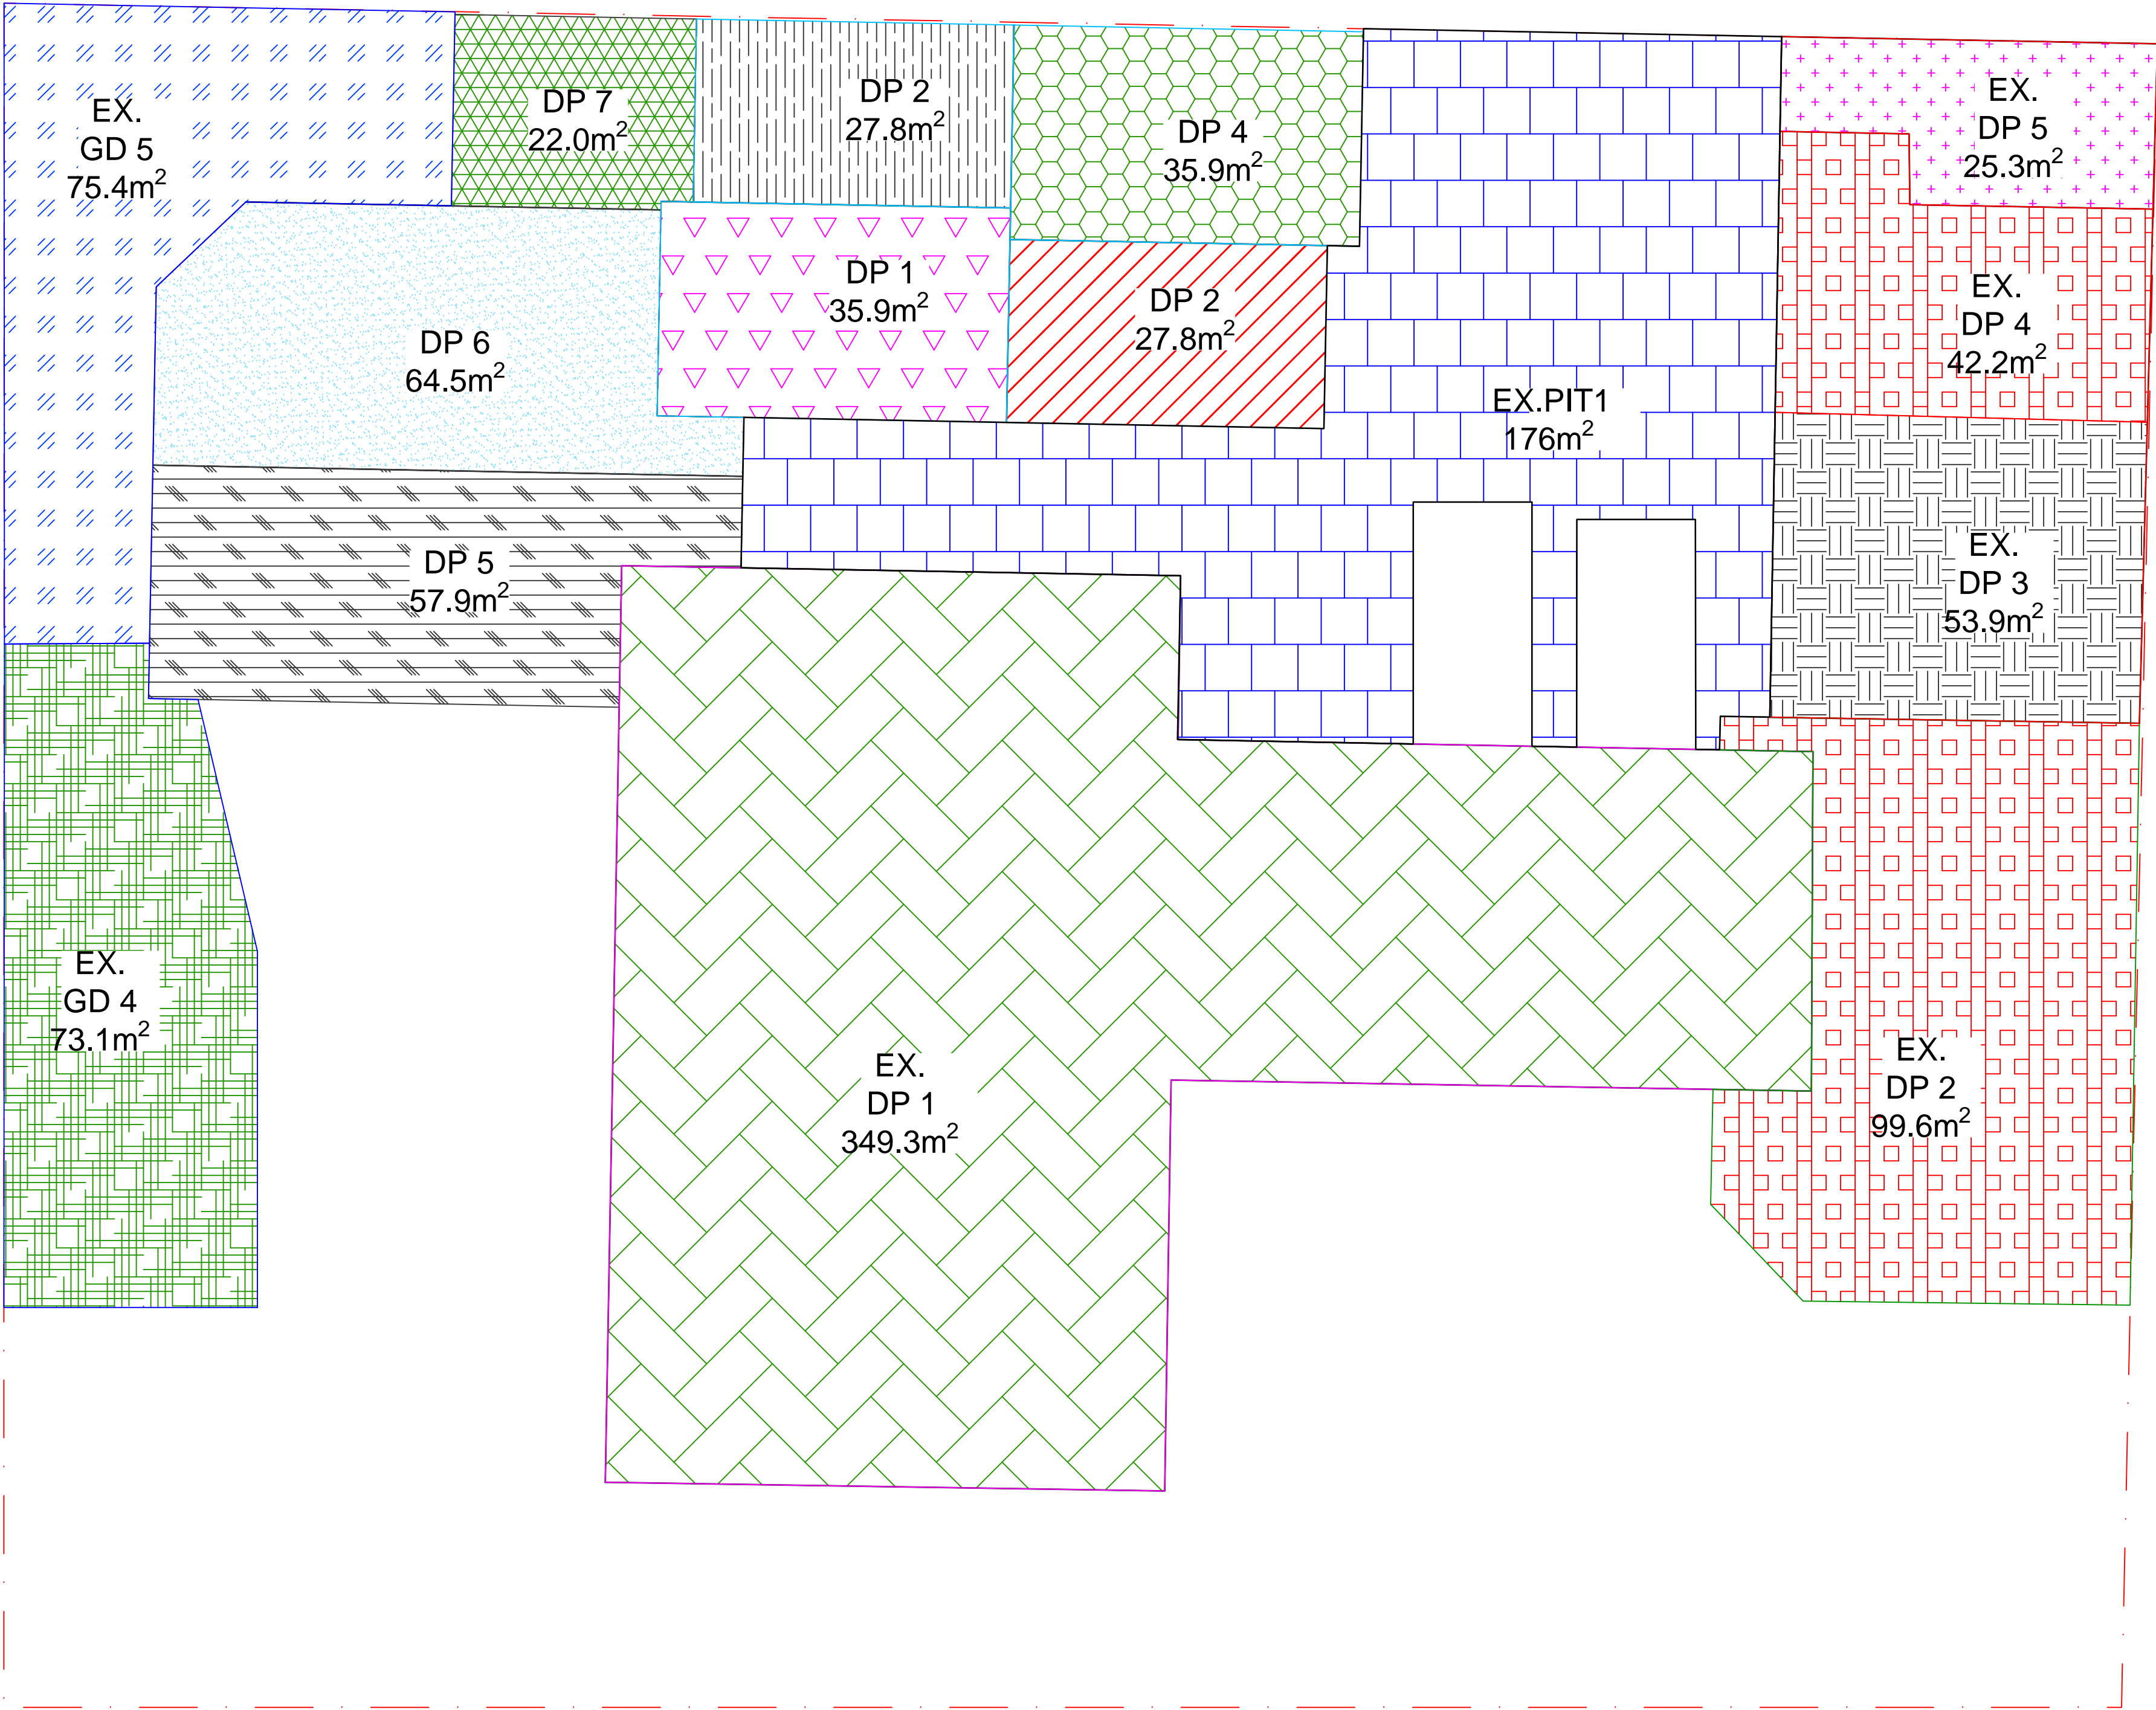 EX.
GD 5
75.4m²
DP 7
22.0m²
DP 2
27.8m²
DP 4
35.9m²
EX.
DP 5
25.3m²
DP 6
64.5m²
DP 1
35.9m²
DP 2
27.8m²
EX.PIT1
176m²
EX.
DP 4
42.2m²
DP 5
57.9m²
EX.
DP 3
53.9m²
EX.
GD 4
73.1m²
EX.
DP 1
349.3m²
EX.
DP 2
99.6m²